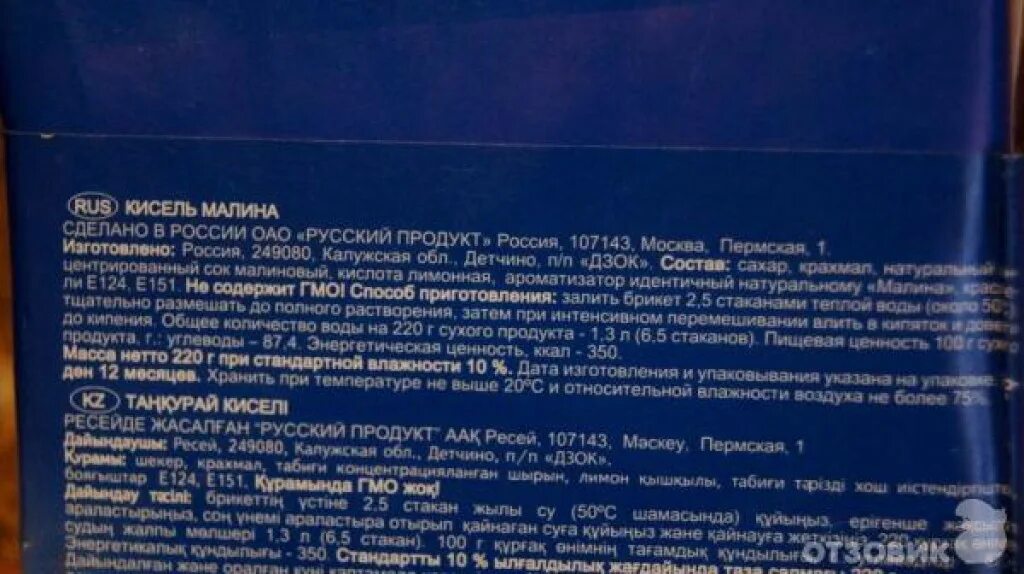 RUS КИСЕЛЬ МАЛИНА
СДЕЛАНО В РОССИИ ОАО «РУССКИЙ ПРОДУКТ» Россия, 107143, Москва, Пермская, 1.
Изготовлено: Россия, 249080, Калужская обл., Детчино, п/п «ДЗОК». Состав: сахар, крахмал, натуральный
центрированный сок малиновый, кислота лимонная, ароматизатор идентичный натуральному «Малина»
ли Е124, Е151. Не содержит ГМО! Способ приготовления: залить брикет 2,5 стаканами теплой воды (около 50°
тщательно размешать до полного растворения, затем при интенсивном перемешивании влить в кипяток и
до кипения. Общее количество воды на 220 г сухого продукта - 1,3 л (6,5 стаканов). Пищевая ценность 100 г
продукта, г.: углеводы – 87,4. Энергетическая ценность, ккал - 350.
Масса нетто 220 г при стандартной влажности 10 %. Дата изготовления и упаковывания указана на упаковке.
ден 12 месяцев. Хранить при температуре не выше 20°С и относительной влажности воздуха не более 75%.
KZ ТАҢҚУРАЙ КИСЕЛІ
РЕСЕЙДЕ ЖАСАЛҒАН "РУССКИЙ ПРОДУКТ" ААҚ Ресей, 107143, Мәскеу, Пермская, 1
Дайындаушы: Ресей, 249080, Калужская обл., Детчино, п/п «ДЗОК».
Құрамы: шекер, крахмал, табиғи концентрацияланған шырын, лимон қышқылы, табиғи тәрізді хош иістендіргіш,
бояғыштар Е124, Е151. Құрамында ГМО жоқ!
Дайындау тәсілі: брикеттің үстіне 2,5 стакан жылы су (50°С шамасында) құйыңыз, ерігенше
араластырыңыз, соң үнемі араластыра отырып қайнаған суға құйыңыз және қайнауға
судың жалпы мөлшері 1,3 л (6,5 стакан). 100 г құрғақ өнімнің тағамдық құндылығы
Энергетикалық құндылығы - 350. Стандартты 10 % ылғалдылық жағдайында таза
Дайындалған және оралған күні
ОТЗОВИК